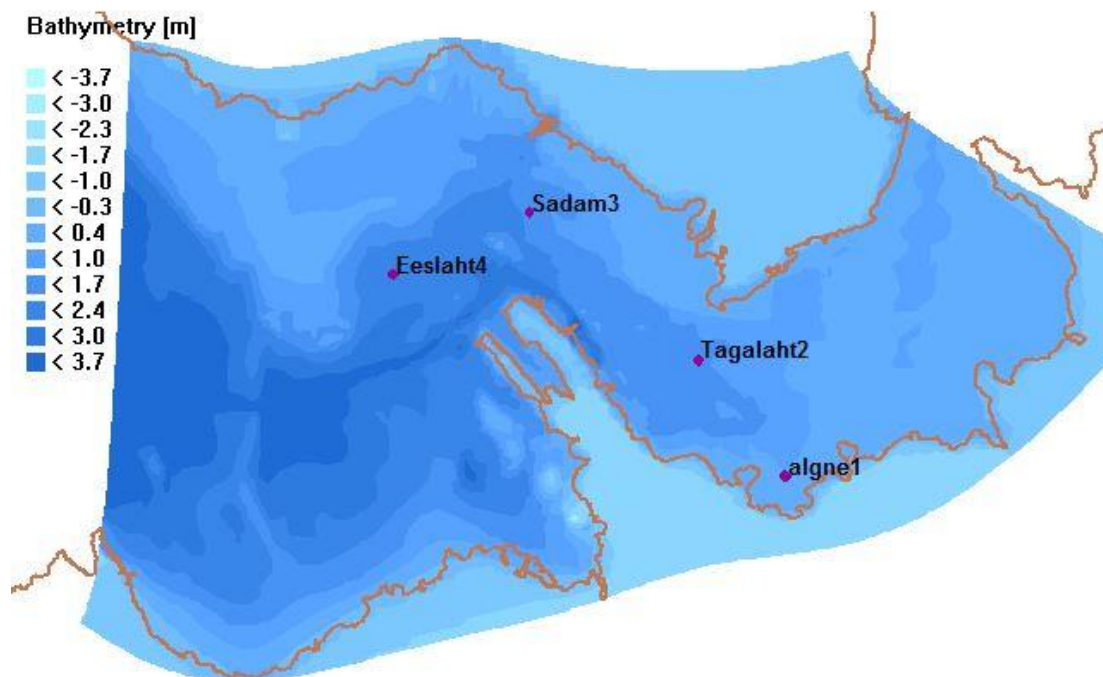 Bathymetry [m]
< -3.7
< -3.0
< -2.3
< -1.7
< -1.0
< -0.3
< 0.4
< 1.0
< 1.7
< 2.4
< 3.0
< 3.7
Sadam3
Eeslaht4
Tagalaht2
algne1